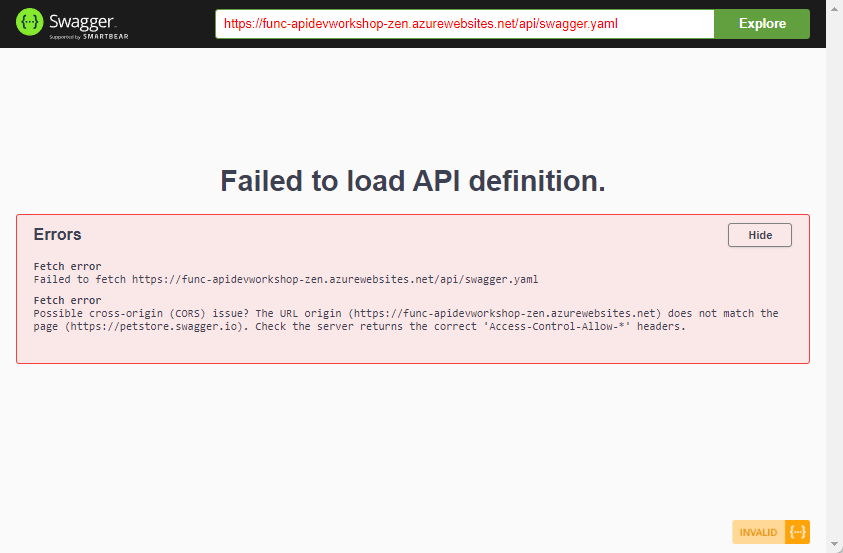 Swagger
Supported by SMARTBEAR
https://func-apidevworkshop-zen.azurewebsites.net/api/swagger.yaml
Explore
Failed to load API definition.
Errors
Hide
Fetch error
Failed to fetch https://func-apidevworkshop-zen.azurewebsites.net/api/swagger.yaml
Fetch error
Possible cross-origin (CORS) issue? The URL origin (https://func-apidevworkshop-zen.azurewebsites.net) does not match the
page (https://petstore.swagger.io). Check the server returns the correct 'Access-Control-Allow-*' headers.
INVALID {···}